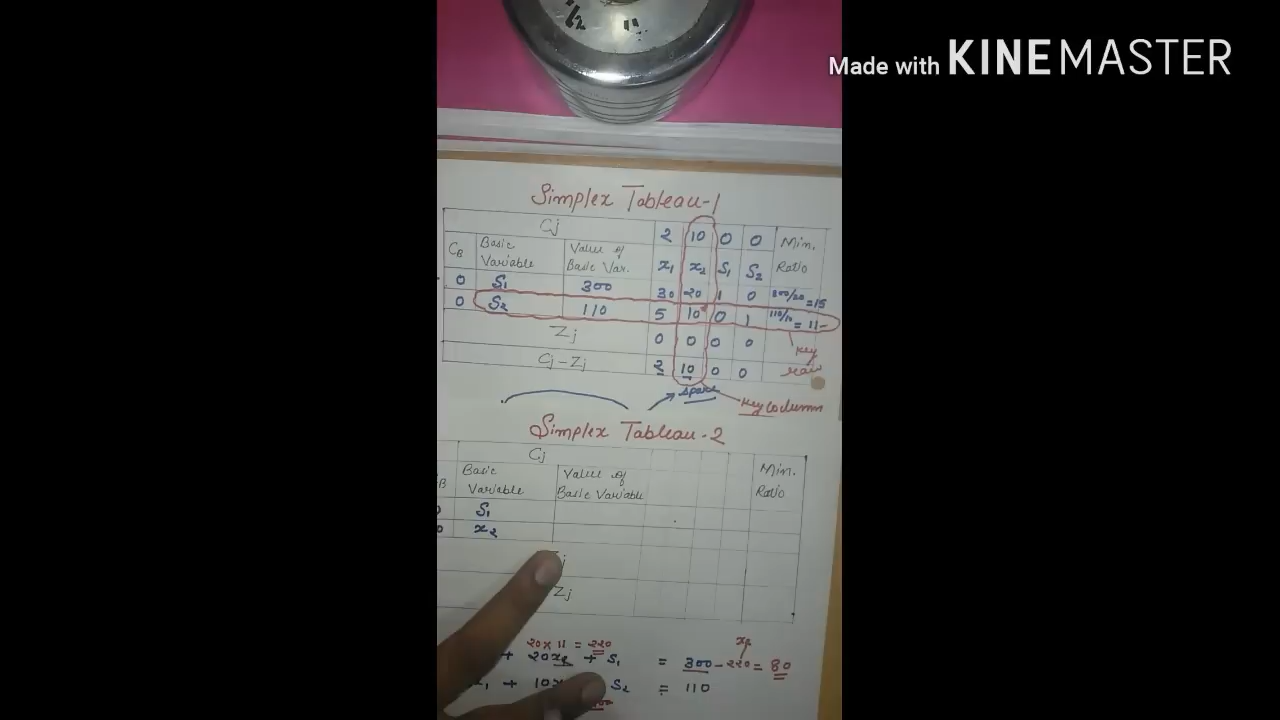 Made with KINEMASTER
Simplex Tableau-1
Cj 2 10 0 0 Min. Ratio
CB Basic Variable Value of Basic Var. x1 x2 S1 S2
0 S1 300 30 20 1 0 300/20 = 15
0 S2 110 5 10 0 1 110/10 = 11
Zj 0 0 0 0
Cj - Zj 2 10 0 0
Key
Key Column
Simplex Tableau-2
Cj Min. Ratio
B Basic Variable Value of Basic Variable
S1
x2
Zj
20 x 11 = 220
+ 20x2 + S1 = 300 - 220 = 80
x1 + 10x S2 = 110